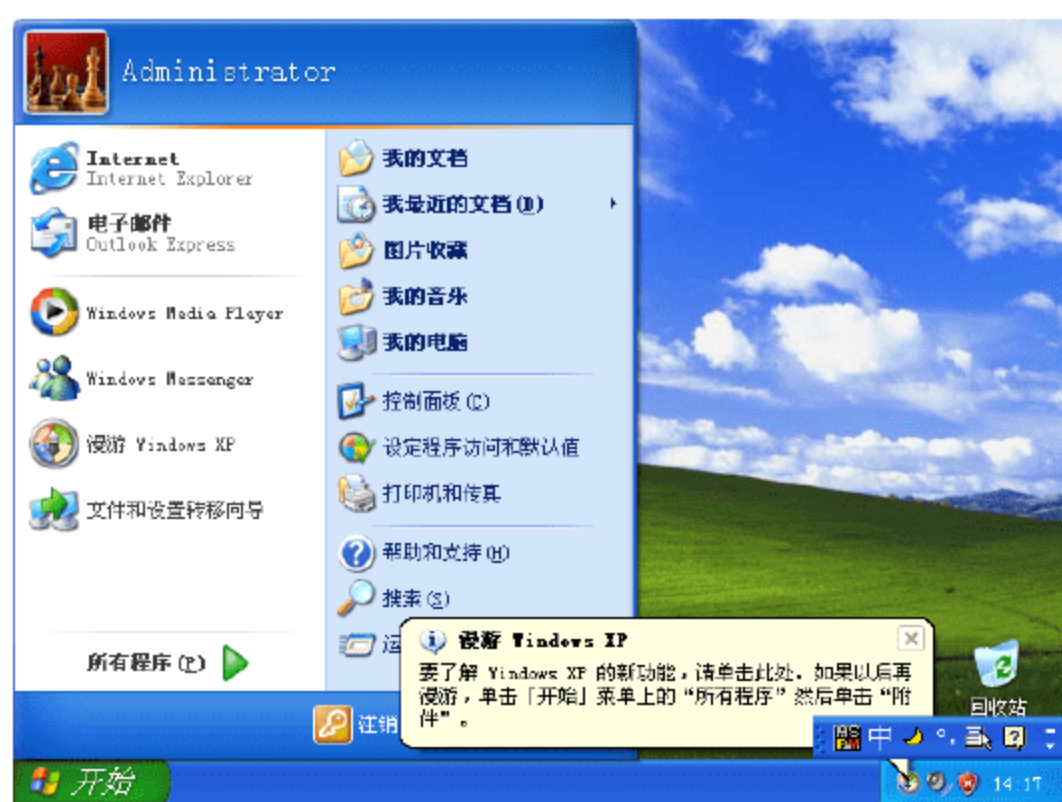 Administrator
Internet
Internet Explorer
电子邮件
Outlook Express
Windows Media Player
Windows Messenger
漫游 Windows XP
文件和设置转移向导
所有程序(P)
我的文档
我最近的文档(D)
图片收藏
我的音乐
我的电脑
控制面板(C)
设定程序访问和默认值
打印机和传真
帮助和支持(H)
搜索(S)
运
注销
漫游 Windows XP
要了解 Windows XP 的新功能，请单击此处。如果以后再
漫游，单击「开始」菜单上的“所有程序”然后单击“附
件”。
回收站
中
开始
14:17